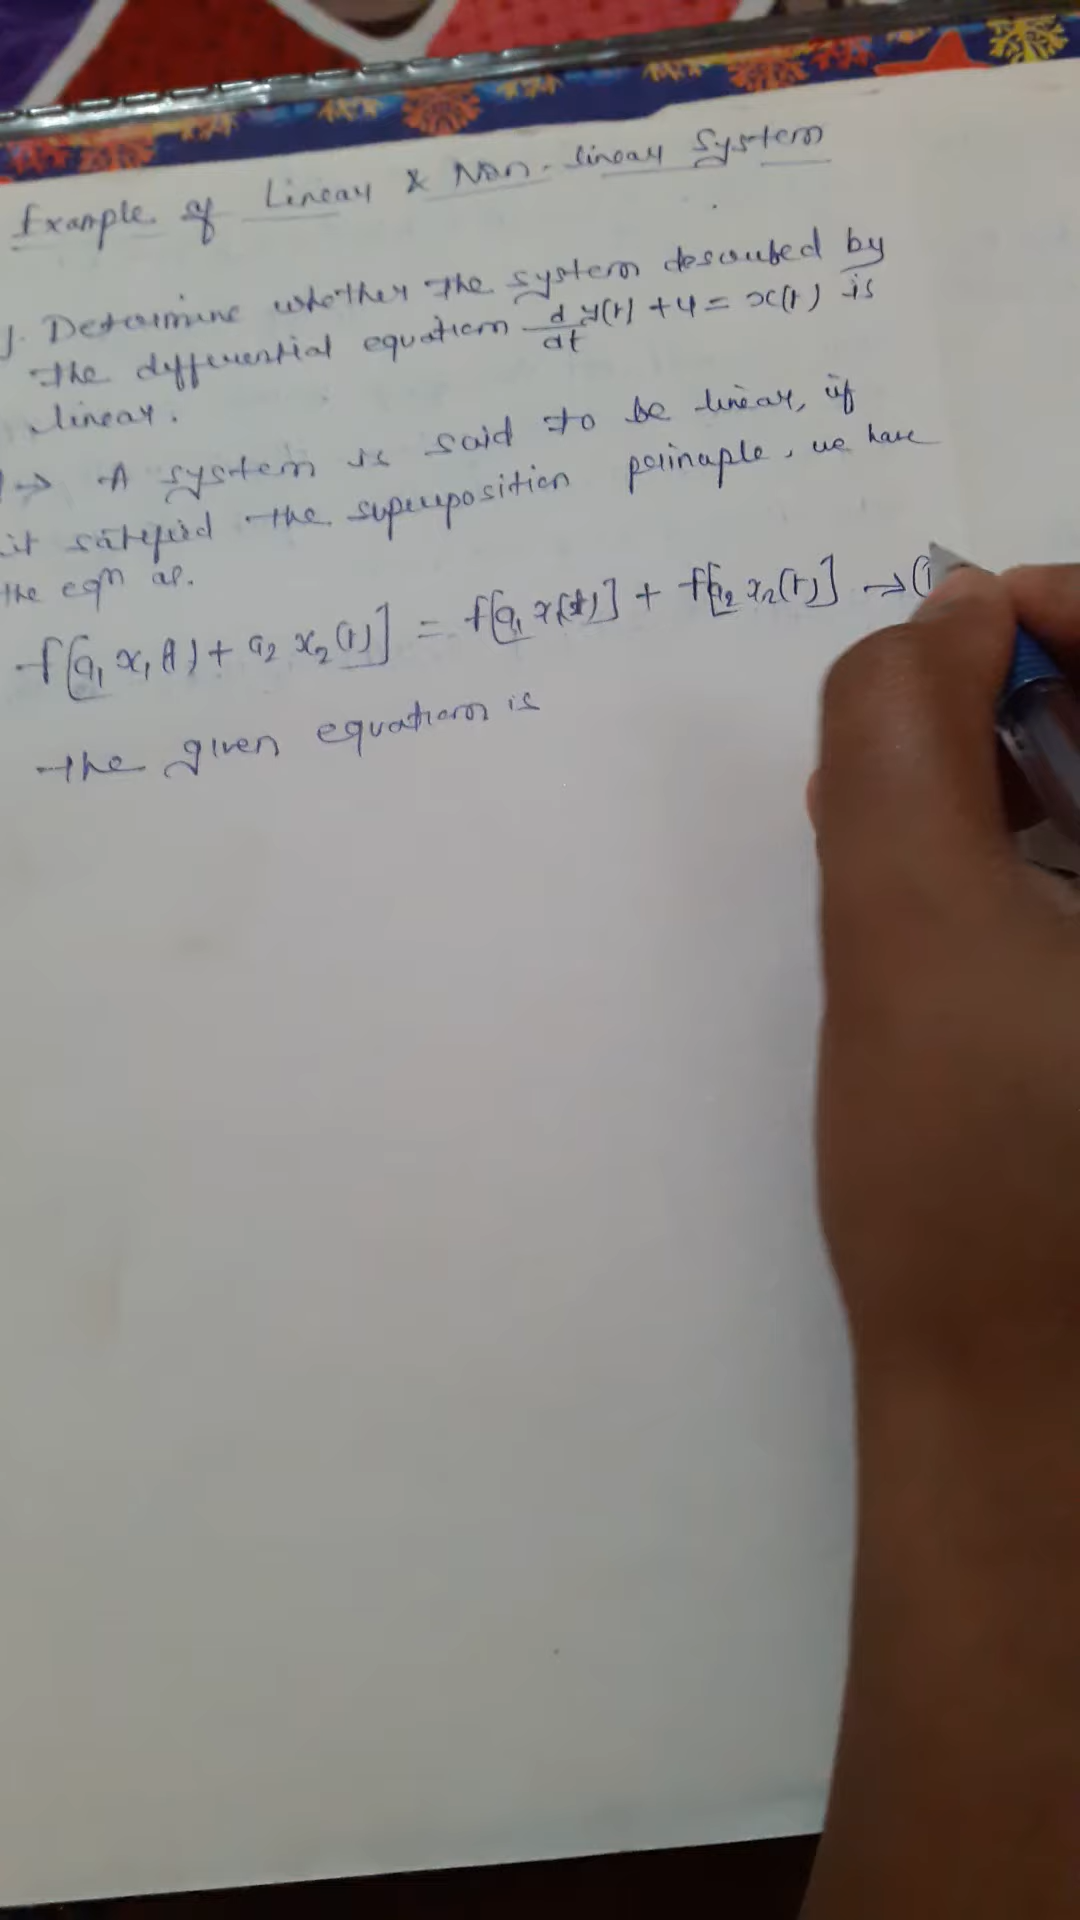 Example of Linear & Non-linear System
1. Determine whether the system described by
the differential equation d/dt y(t) + 4 = x(t) is
linear.
→ A system is said to be linear, if
it satisfied the superposition principle, we have
the eqn as.
f[a₁ x₁(t) + a₂ x₂(t)] = f[a₁ x₁(t)] + f[a₂ x₂(t)] → (1
the given equation is